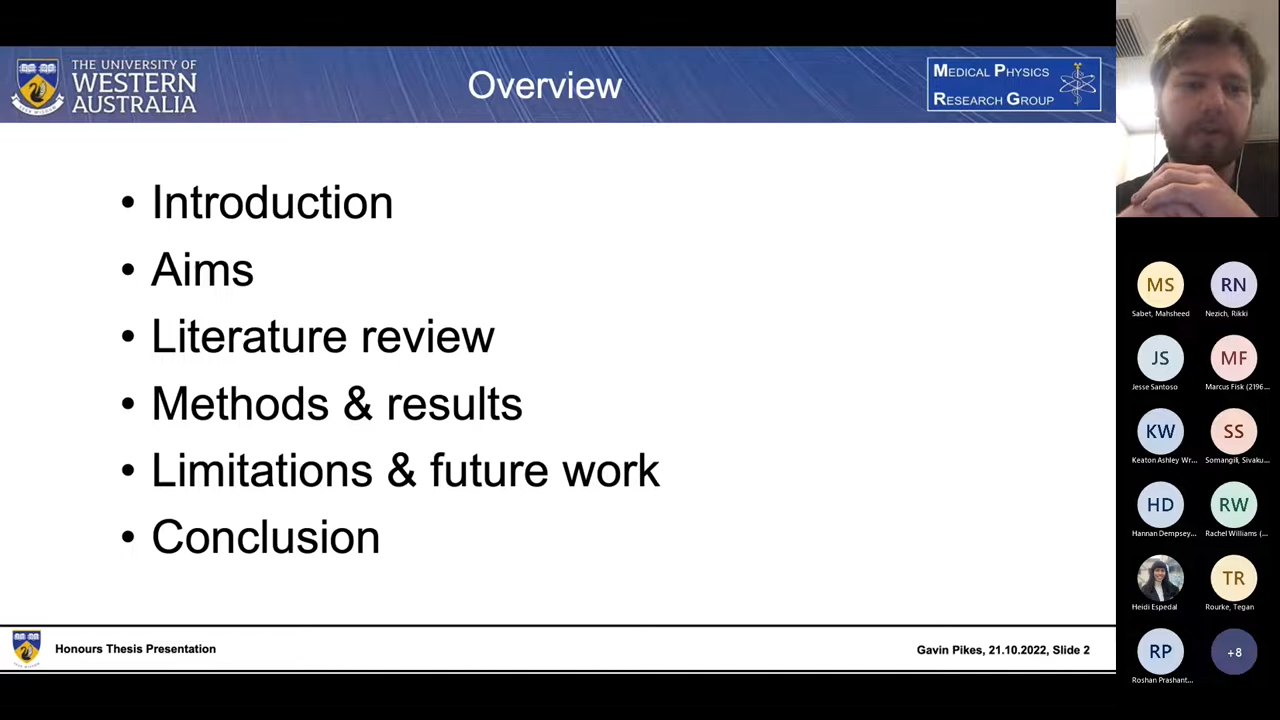 THE UNIVERSITY OF
WESTERN
AUSTRALIA
Overview
MEDICAL PHYSICS
RESEARCH GROUP
• Introduction
• Aims
• Literature review
• Methods & results
• Limitations & future work
• Conclusion
Honours Thesis Presentation
Gavin Pikes, 21.10.2022, Slide 2
MS
RN
Sabet, Mahsheed
Nezich, Rikki
JS
MF
Jesse Santoso
Marcus Fisk (2196...
KW
SS
Keaton Ashley Wr...
Somangili, Sivaku...
HD
RW
Hannan Dempsey...
Rachel Williams (...
TR
Heidi Espedal
Rourke, Tegan
RP
+8
Roshan Prashant...